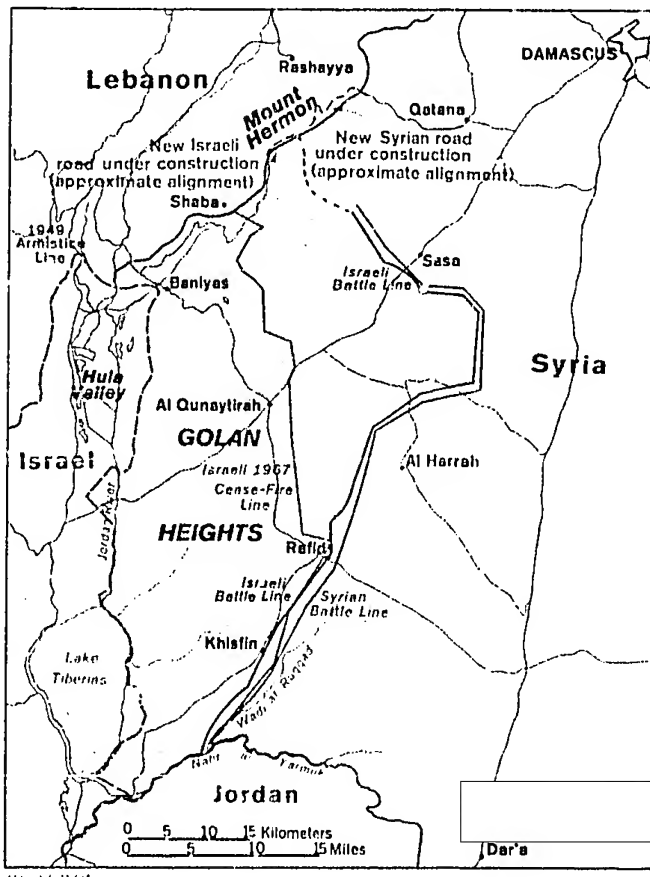 DAMASCUS
Rashayya
Lebanon
Mount
Hermon
Qatana
New Israeli
road under construction
(approximate alignment)
New Syrian road
under construction
(approximate alignment)
Shaba
1949
Armistice
Line
Sasa
Israeli
Battle Line
Baniyas
Syria
Hula
Valley
Al Qunaytirah
GOLAN
Israel
Israeli 1967
Cease-Fire
Line
Al Harrah
Jordan River
HEIGHTS
Rafid
Israeli
Battle Line
Syrian
Battle Line
Khisfin
Lake
Tiberias
Wadi ar Ruqqad
Nahr al Yarmuk
Jordan
0 5 10 15 Kilometers
0 5 10 15 Miles
Dar'a